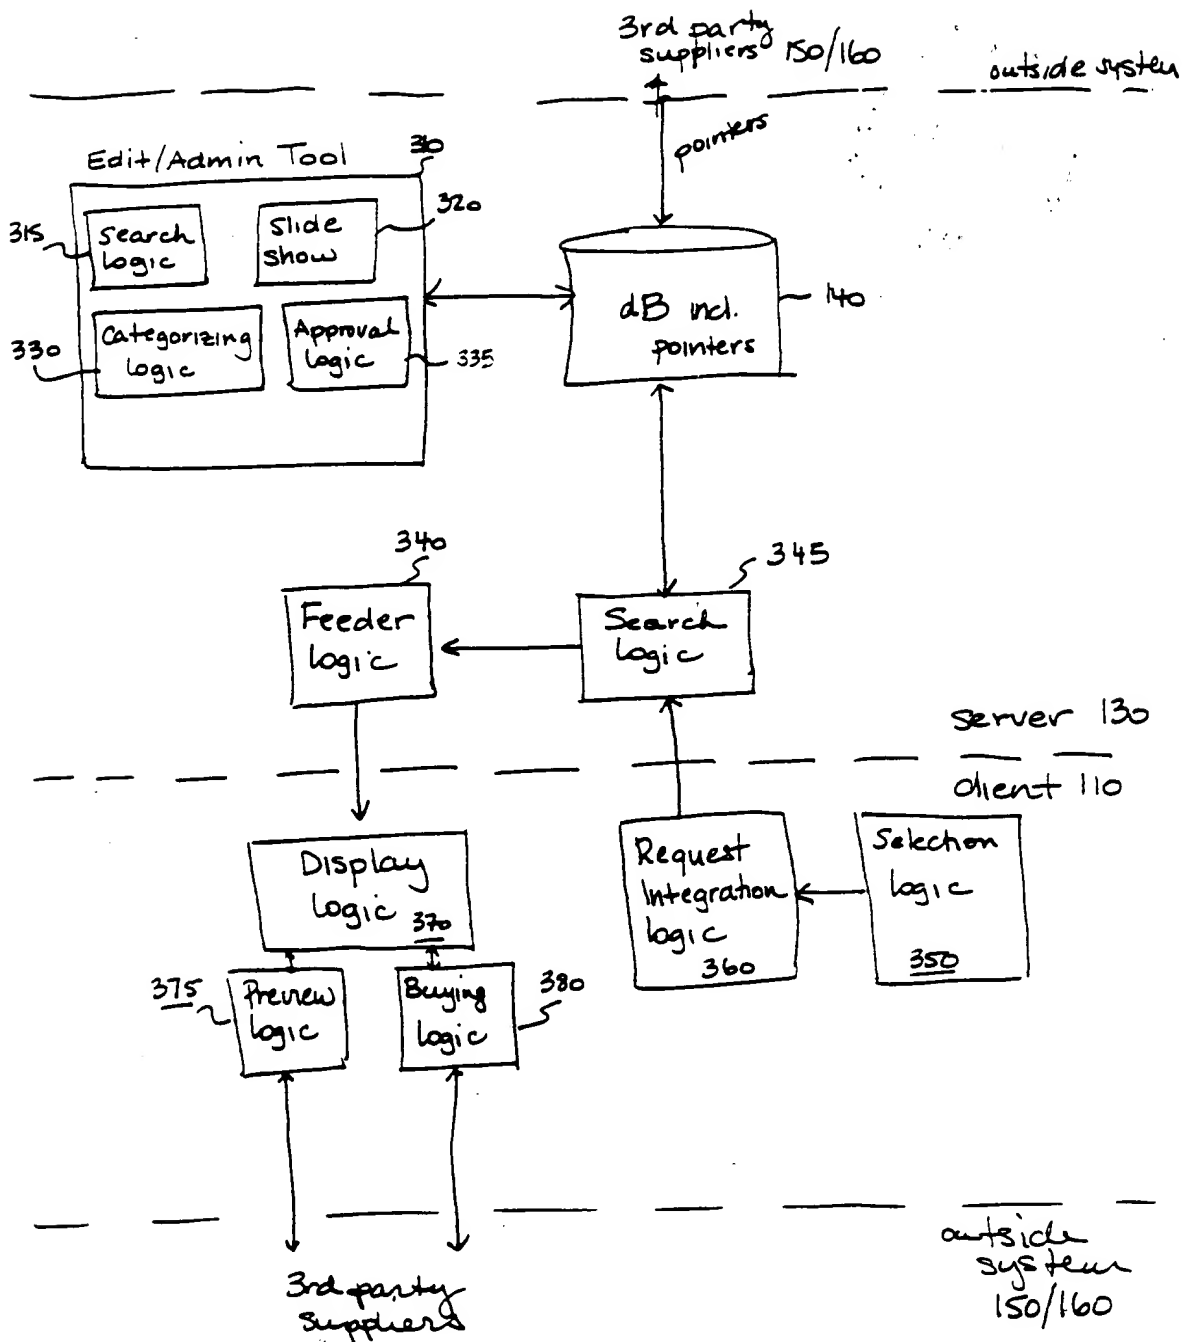 3rd party
suppliers 150/160
outside system
pointers
Edit/Admin Tool
310
315
Search
logic
Slide
show
320
330
Categorizing
logic
Approval
logic
335
dB incl.
pointers
140
340
Feeder
logic
345
Search
logic
server 130
client 110
Display
logic
370
Request
Integration
logic
360
Selection
logic
350
375
Preview
logic
Buying
logic
380
3rd party
suppliers
outside
system
150/160